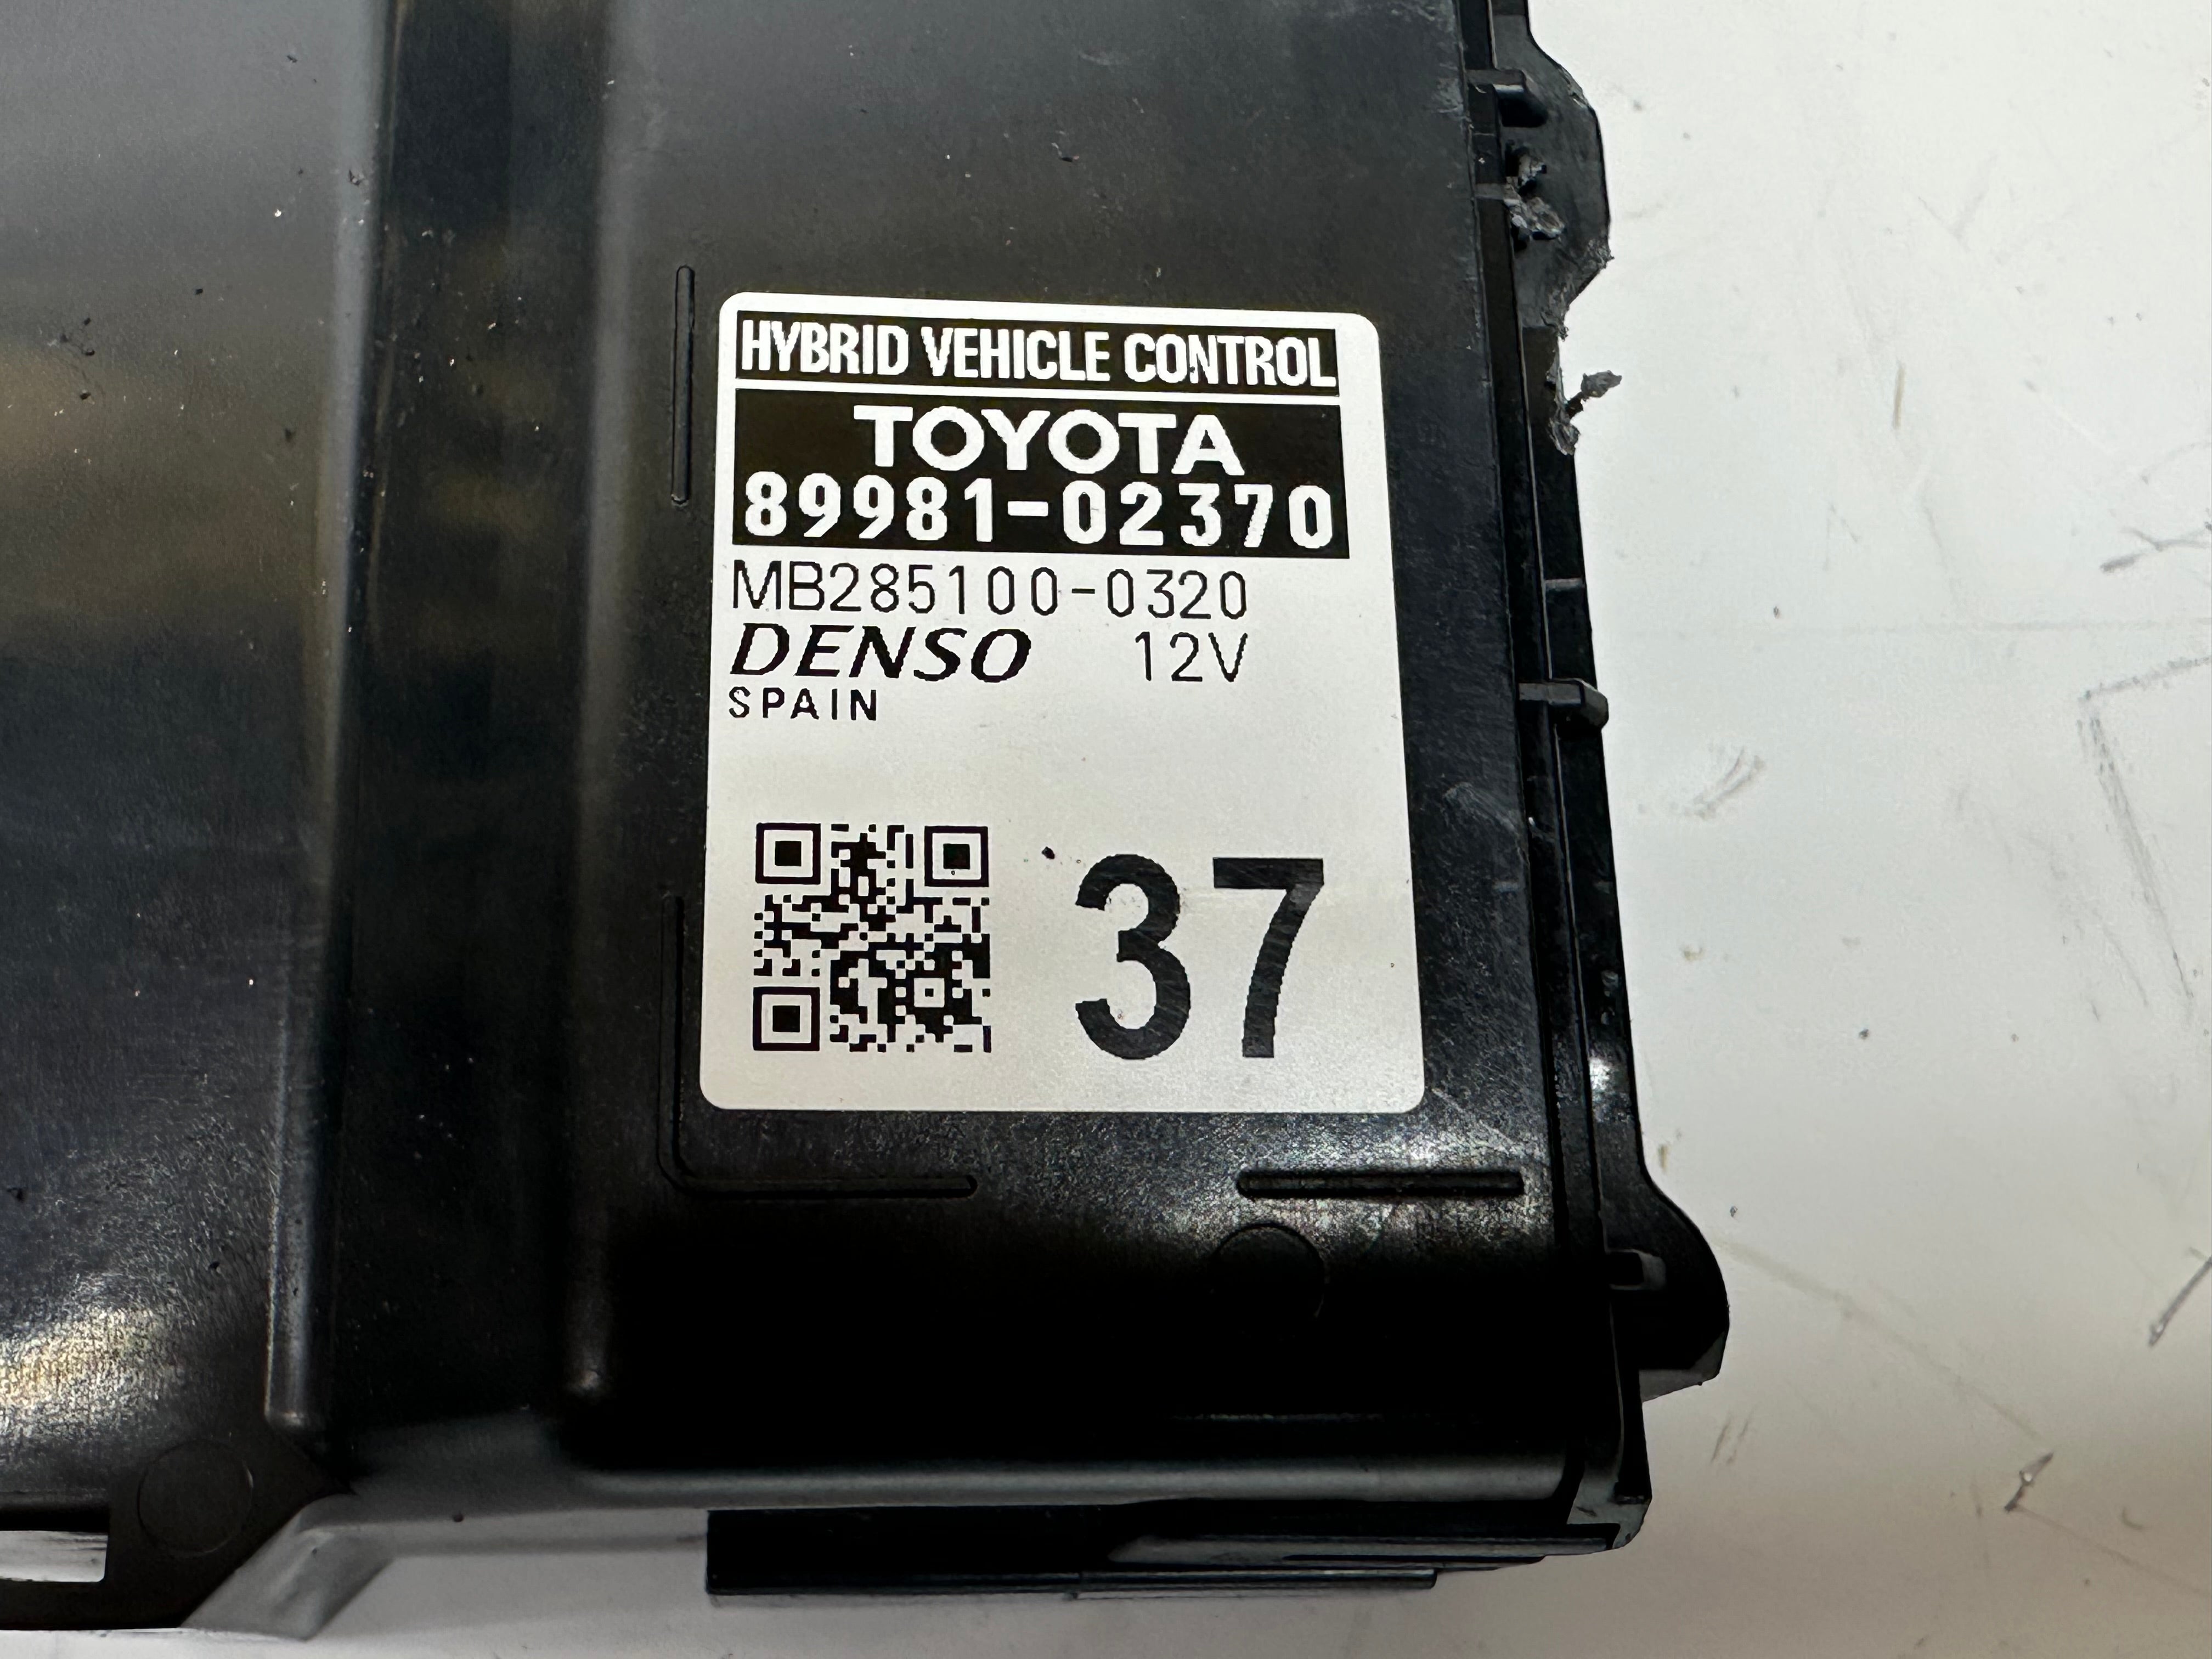 HYBRID VEHICLE CONTROL
TOYOTA
89981-02370
MB285100-0320
DENSO 12V
SPAIN
37